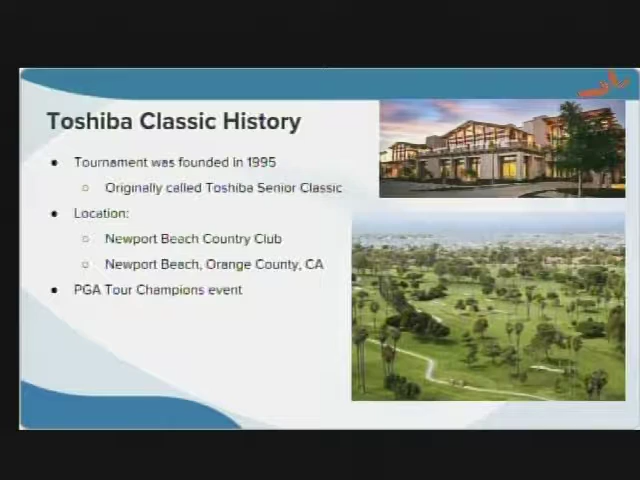 Toshiba Classic History
● Tournament was founded in 1995
○ Originally called Toshiba Senior Classic
● Location:
○ Newport Beach Country Club
○ Newport Beach, Orange County, CA
● PGA Tour Champions event